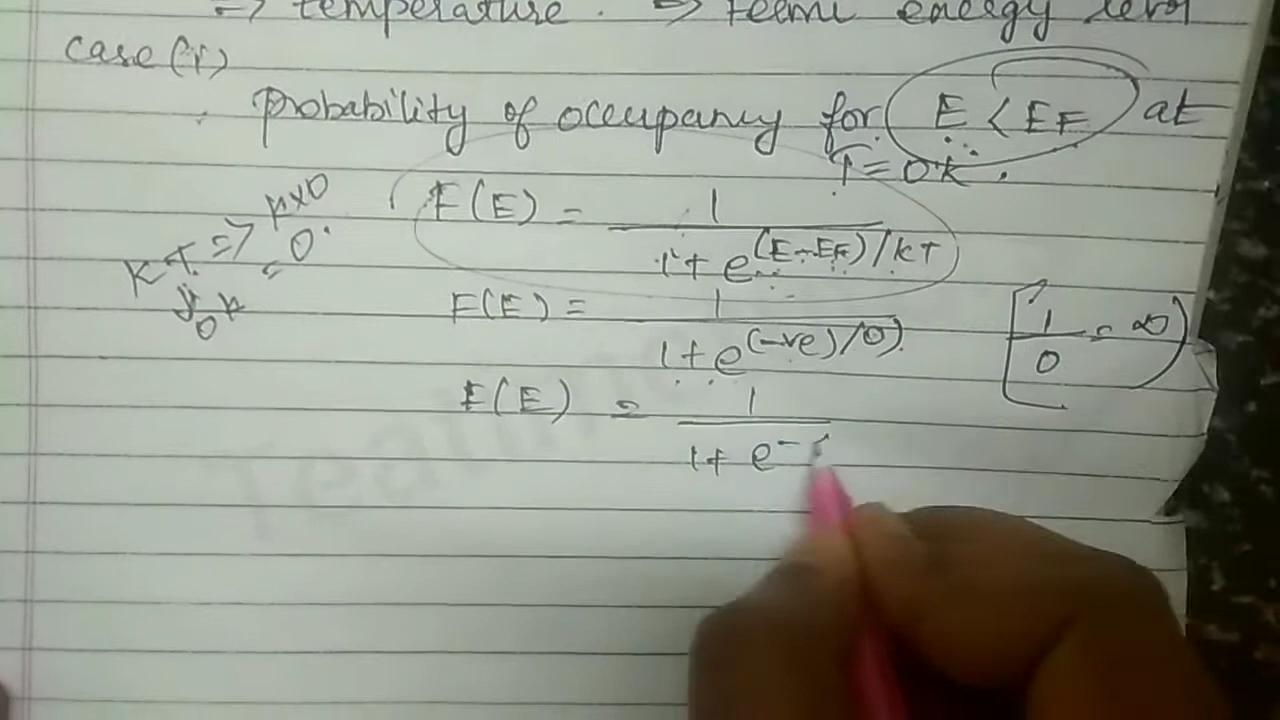 => temperature. => Feemi energy level
case(i)
Probability of occupancy for E < EF at
T=0K.
KT => K×0
= 0.
0K
F(E) = 1 / 1+ e^(E-EF)/KT
F(E) = 1 / 1+ e^(-ve)/0)
[1/0 = ∞)
F(E) = 1 / 1+ e^-